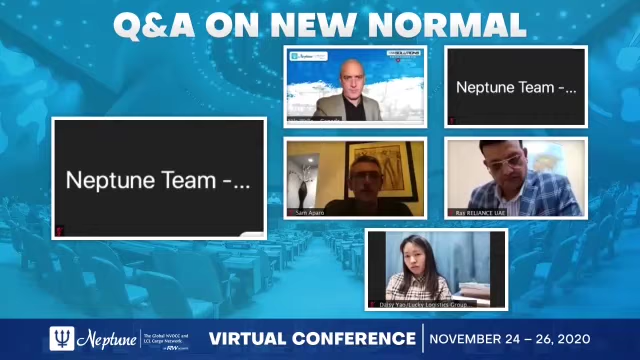 Q&A ON NEW NORMAL
Neptune Team -...
Neptune Team -...
Sam Aparo
Ras RELIANCE UAE
Daisy Yan/Lucky Logistics Group...
Neptune
The Global NVOCC and
LCL Cargo Network
VIRTUAL CONFERENCE
NOVEMBER 24 – 26, 2020